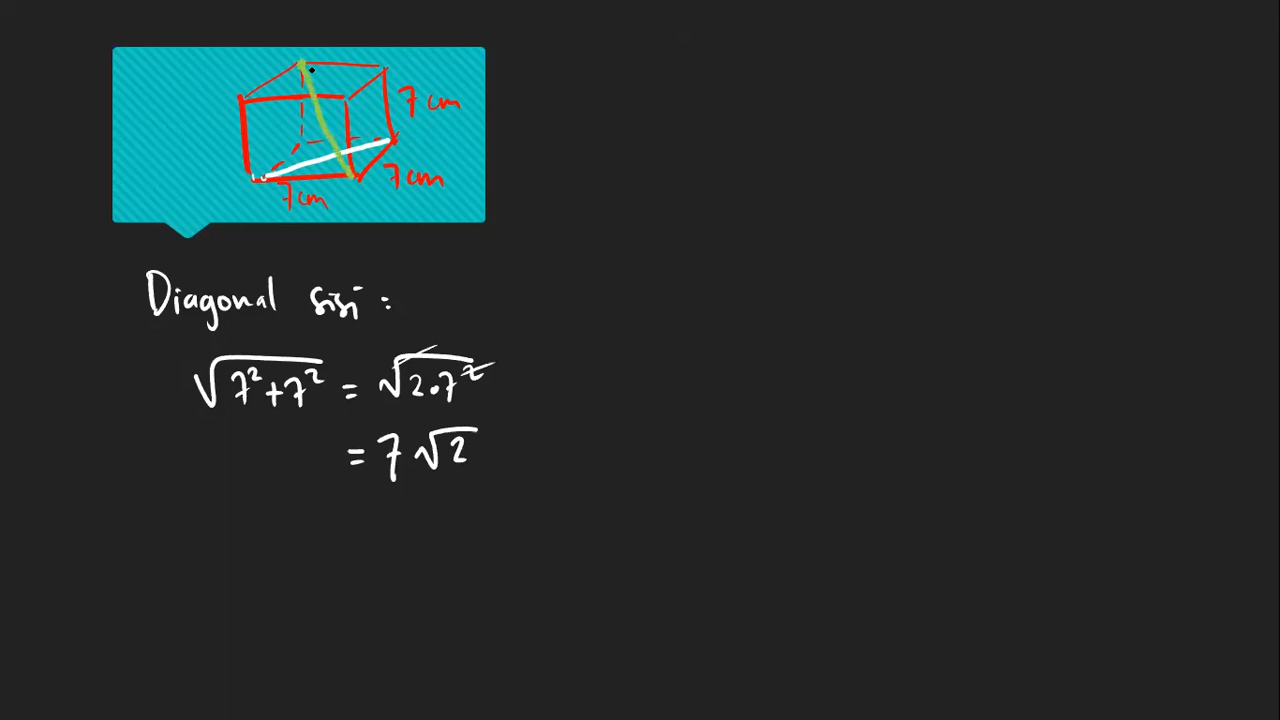 7 cm
7 cm
7 cm
Diagonal sisi :
√7²+7² = √2•7²
= 7√2